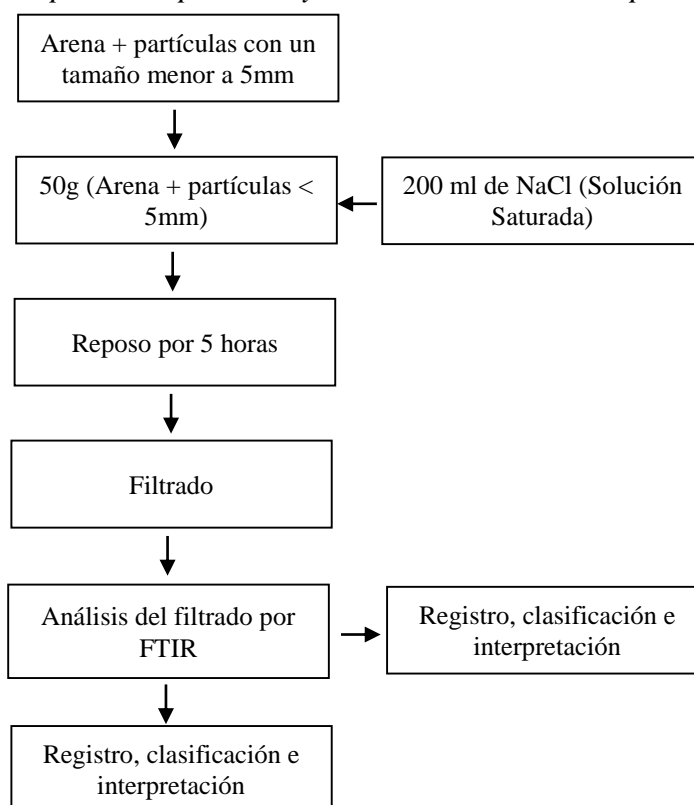 Arena + partículas con un
tamaño menor a 5mm
50g (Arena + partículas <
5mm)
200 ml de NaCl (Solución
Saturada)
Reposo por 5 horas
Filtrado
Análisis del filtrado por
FTIR
Registro, clasificación e
interpretación
Registro, clasificación e
interpretación